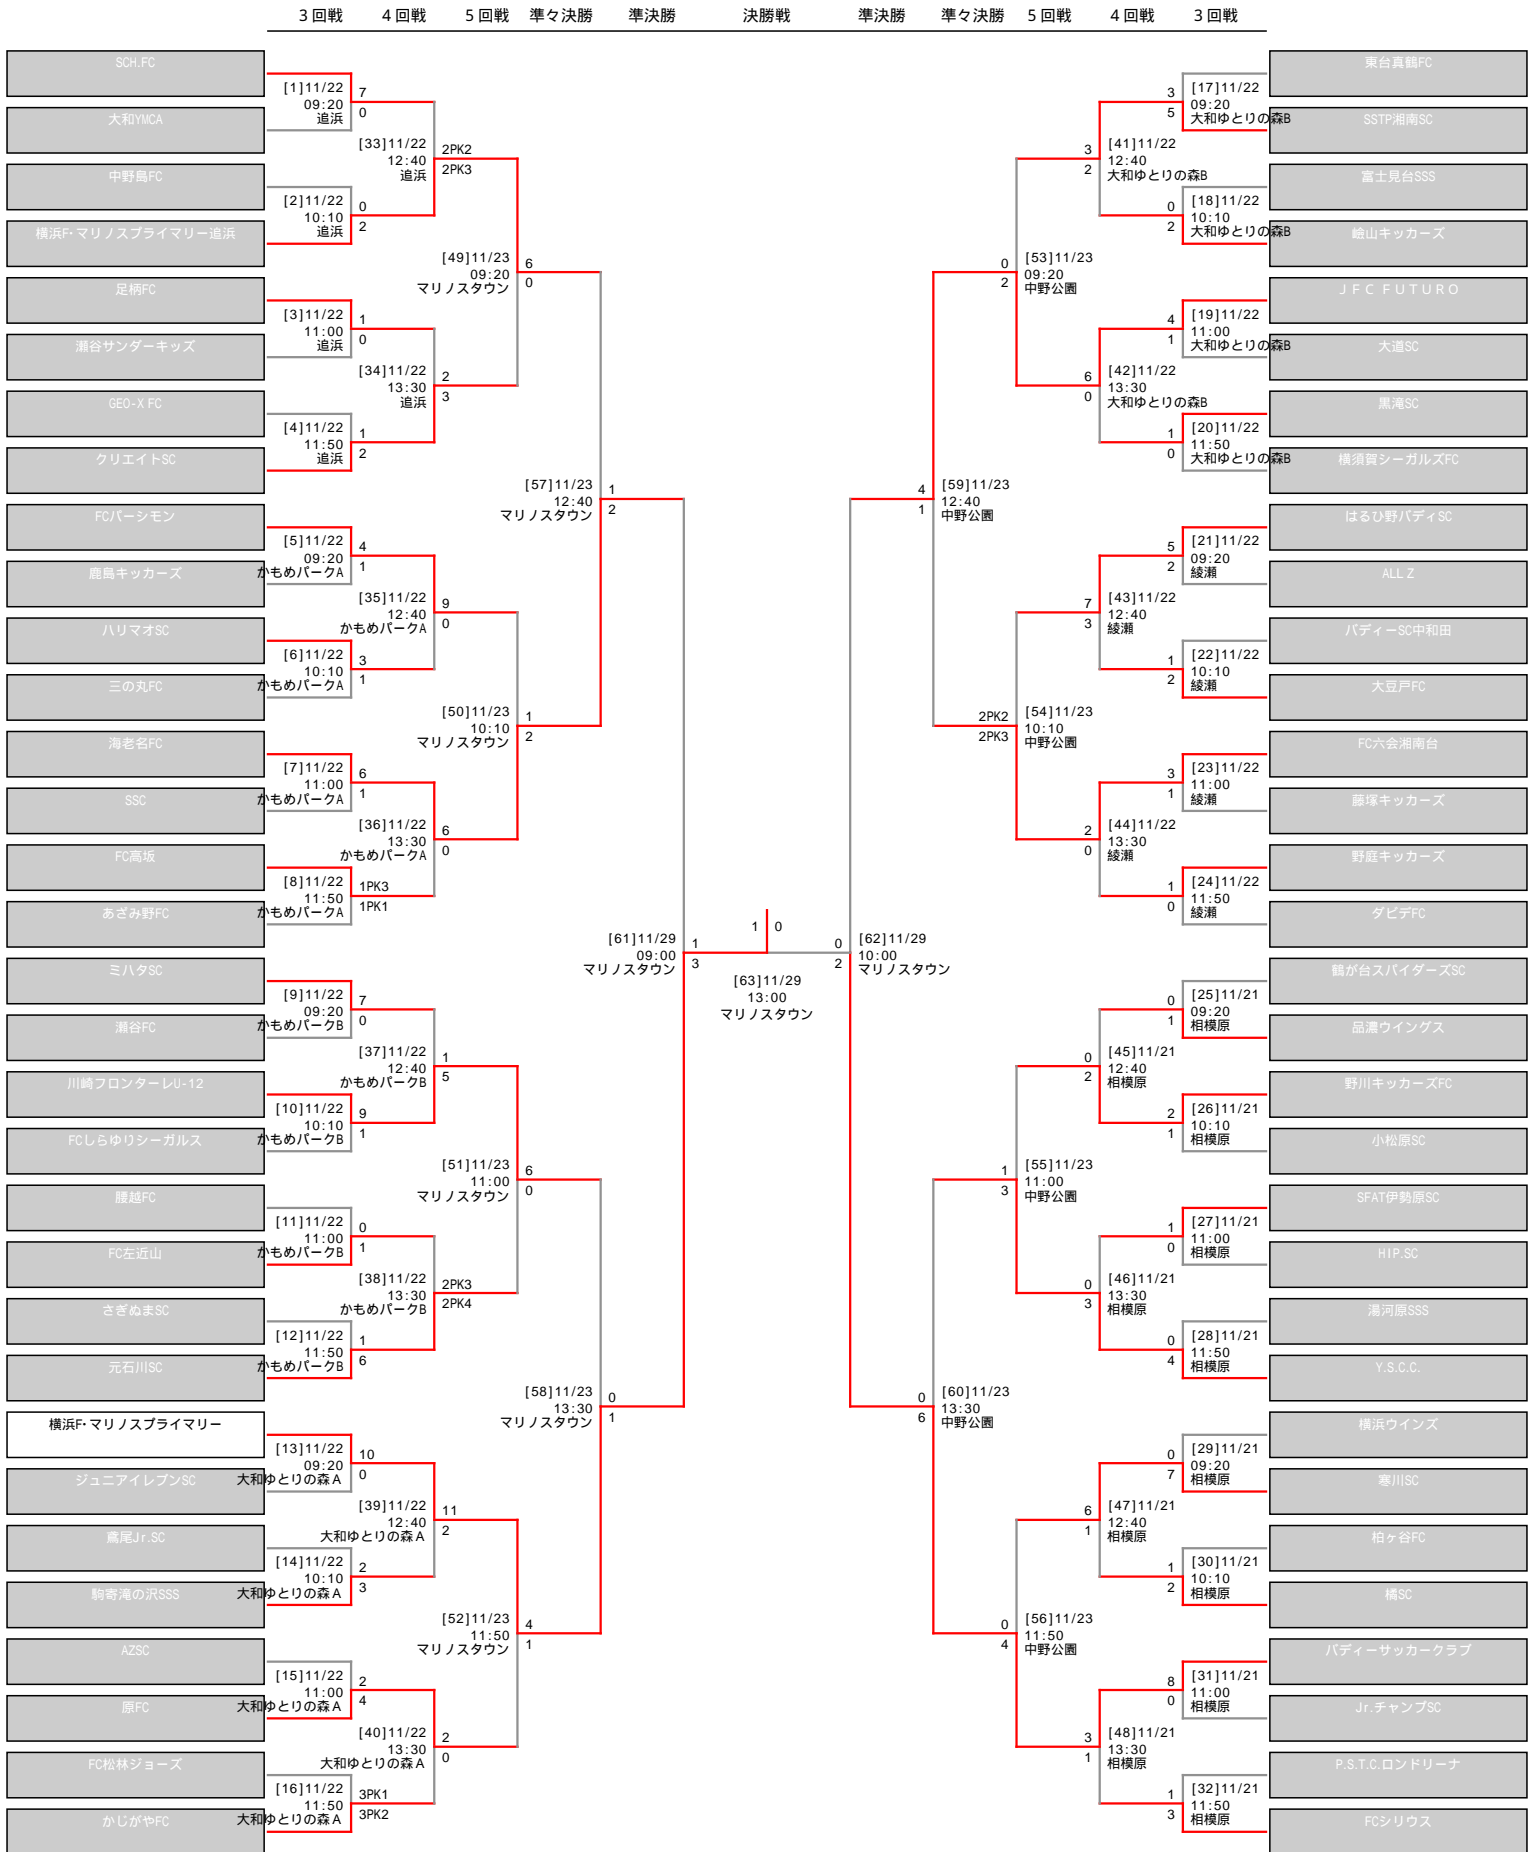 3回戦 4回戦 5回戦 準々決勝 準決勝 決勝戦 準決勝 準々決勝 5回戦 4回戦 3回戦
SCH.FC
[1]11/22 7
09:20 0
追浜
大和YMCA
[33]11/22 2PK2
12:40 2PK3
追浜
中野島FC
[2]11/22 0
10:10 2
追浜
横浜F・マリノスプライマリー追浜
[49]11/23 6
09:20 0
マリノスタウン
足柄FC
[3]11/22 1
11:00 0
追浜
瀬谷サンダーキッズ
[34]11/22 2
13:30 3
追浜
GEO-X FC
[4]11/22 1
11:50 2
追浜
クリエイトSC
[57]11/23 1
12:40 2
マリノスタウン
FCパーシモン
[5]11/22 4
09:20 1
かもめパークA
鹿島キッカーズ
[35]11/22 9
12:40 0
かもめパークA
ハリマオSC
[6]11/22 3
10:10 1
かもめパークA
三の丸FC
[50]11/23 1
10:10 2
マリノスタウン
海老名FC
[7]11/22 6
11:00 1
かもめパークA
SSC
[36]11/22 6
13:30 0
かもめパークA
FC高坂
[8]11/22 1PK3
11:50 1PK1
かもめパークA
あざみ野FC
[61]11/29 1
09:00 3
マリノスタウン
ミハタSC
[9]11/22 7
09:20 0
かもめパークB
瀬谷FC
[37]11/22 1
12:40 5
かもめパークB
川崎フロンターレU-12
[10]11/22 9
10:10 1
かもめパークB
FCしらゆりシーガルス
[51]11/23 6
11:00 0
マリノスタウン
腰越FC
[11]11/22 0
11:00 1
かもめパークB
FC左近山
[38]11/22 2PK3
13:30 2PK4
かもめパークB
さぎぬまSC
[12]11/22 1
11:50 6
かもめパークB
元石川SC
[58]11/23 0
13:30 1
マリノスタウン
横浜F・マリノスプライマリー
[13]11/22 10
09:20 0
大和ゆとりの森A
ジュニアイレブンSC
[39]11/22 11
12:40 2
大和ゆとりの森A
鳶尾Jr.SC
[14]11/22 2
10:10 3
大和ゆとりの森A
駒寄滝の沢SSS
[52]11/23 4
11:50 1
マリノスタウン
AZSC
[15]11/22 2
11:00 4
大和ゆとりの森A
原FC
[40]11/22 2
13:30 0
大和ゆとりの森A
FC松林ジョーズ
[16]11/22 3PK1
11:50 3PK2
大和ゆとりの森A
かじがやFC
1 0
[63]11/29
13:00
マリノスタウン
東台真鶴FC
3 [17]11/22
5 09:20
大和ゆとりの森B
SSTP湘南SC
3 [41]11/22
2 12:40
大和ゆとりの森B
富士見台SSS
0 [18]11/22
2 10:10
大和ゆとりの森B
嶮山キッカーズ
0 [53]11/23
2 09:20
中野公園
JFC FUTURO
4 [19]11/22
1 11:00
大和ゆとりの森B
大道SC
6 [42]11/22
0 13:30
大和ゆとりの森B
黒滝SC
1 [20]11/22
0 11:50
大和ゆとりの森B
横須賀シーガルズFC
4 [59]11/23
1 12:40
中野公園
はるひ野バディSC
5 [21]11/22
2 09:20
綾瀬
ALL Z
7 [43]11/22
3 12:40
綾瀬
バディーSC中和田
1 [22]11/22
2 10:10
綾瀬
大豆戸FC
2PK2 [54]11/23
2PK3 10:10
中野公園
FC六会湘南台
3 [23]11/22
1 11:00
綾瀬
藤塚キッカーズ
2 [44]11/22
0 13:30
綾瀬
野庭キッカーズ
1 [24]11/22
0 11:50
綾瀬
ダビデFC
0 [62]11/29
2 10:00
マリノスタウン
鶴が台スパイダーズSC
0 [25]11/21
1 09:20
相模原
品濃ウイングス
0 [45]11/21
2 12:40
相模原
野川キッカーズFC
2 [26]11/21
1 10:10
相模原
小松原SC
1 [55]11/23
3 11:00
中野公園
SFAT伊勢原SC
1 [27]11/21
0 11:00
相模原
HIP.SC
0 [46]11/21
3 13:30
相模原
湯河原SSS
0 [28]11/21
4 11:50
相模原
Y.S.C.C.
0 [60]11/23
6 13:30
中野公園
横浜ウインズ
0 [29]11/21
7 09:20
相模原
寒川SC
6 [47]11/21
1 12:40
相模原
柏ヶ谷FC
1 [30]11/21
2 10:10
相模原
橘SC
0 [56]11/23
4 11:50
中野公園
バディーサッカークラブ
8 [31]11/21
0 11:00
相模原
Jr.チャンプSC
3 [48]11/21
1 13:30
相模原
P.S.T.C.ロンドリーナ
1 [32]11/21
3 11:50
相模原
FCシリウス